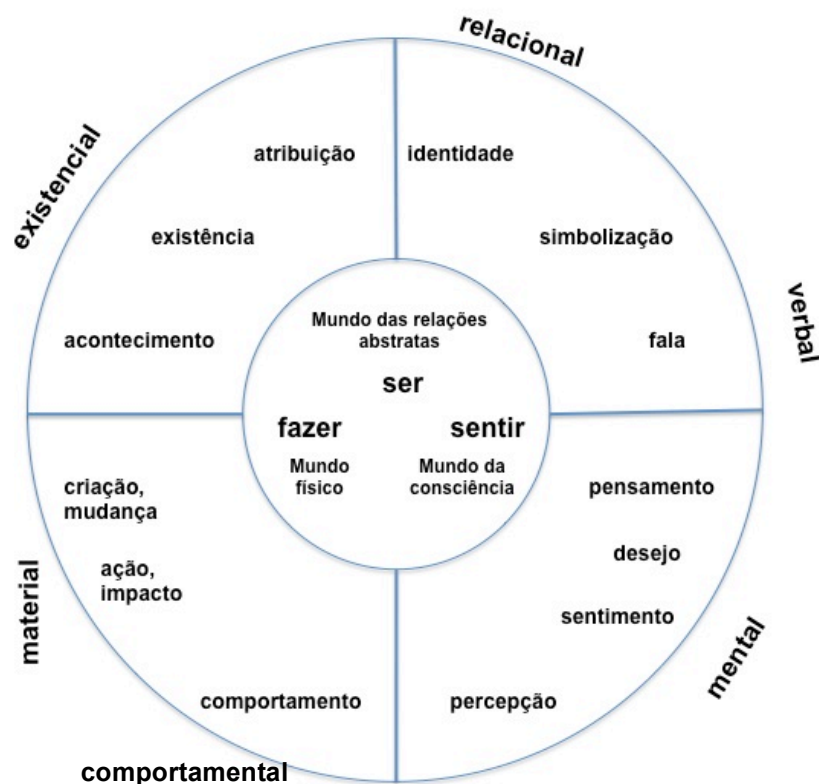 relacional
existencial
atribuição
identidade
existência
simbolização
verbal
acontecimento
fala
Mundo das relações
abstratas
ser
fazer
sentir
Mundo
físico
Mundo da
consciência
criação,
mudança
pensamento
desejo
ação,
impacto
material
sentimento
mental
comportamento
percepção
comportamental